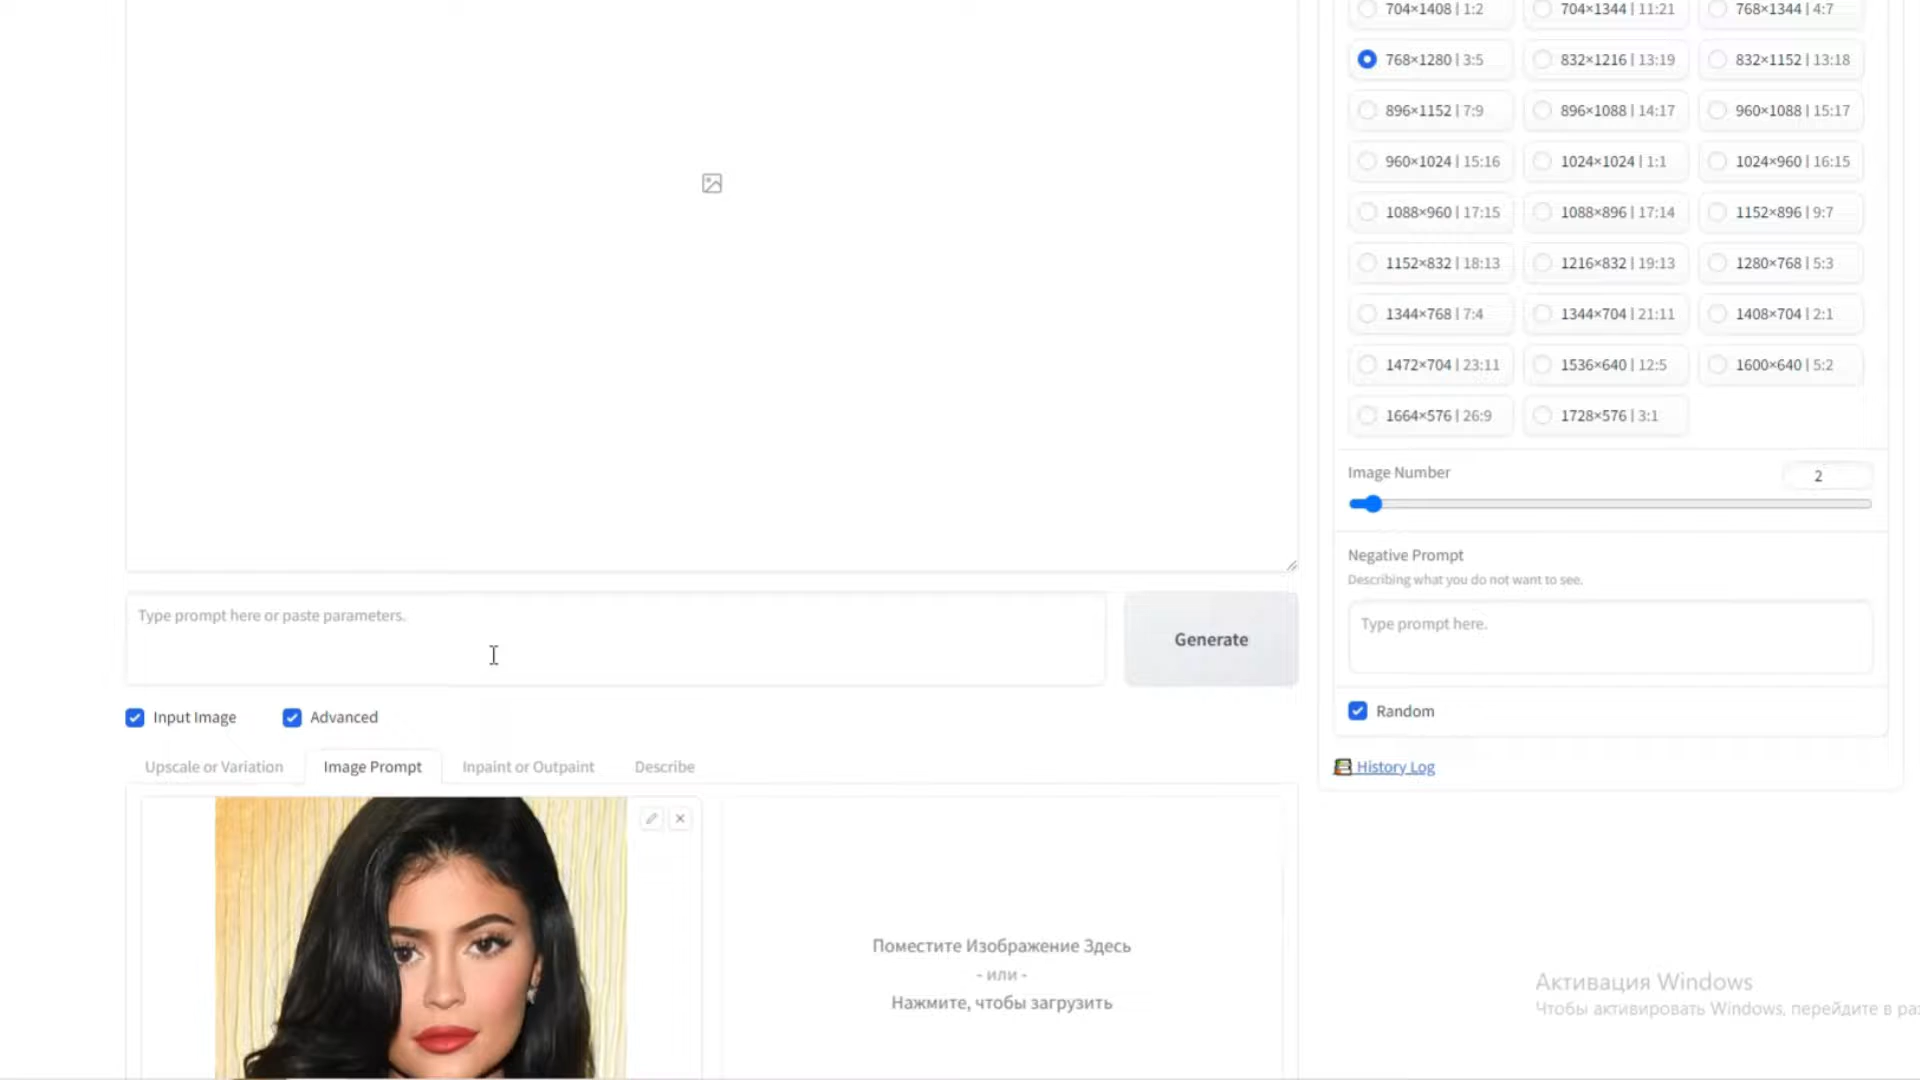 704×1408 | 1:2
704×1344 | 11:21
768×1344 | 4:7
768×1280 | 3:5
832×1216 | 13:19
832×1152 | 13:18
896×1152 | 7:9
896×1088 | 14:17
960×1088 | 15:17
960×1024 | 15:16
1024×1024 | 1:1
1024×960 | 16:15
1088×960 | 17:15
1088×896 | 17:14
1152×896 | 9:7
1152×832 | 18:13
1216×832 | 19:13
1280×768 | 5:3
1344×768 | 7:4
1344×704 | 21:11
1408×704 | 2:1
1472×704 | 23:11
1536×640 | 12:5
1600×640 | 5:2
1664×576 | 26:9
1728×576 | 3:1
Image Number
2
Negative Prompt
Describing what you do not want to see.
Type prompt here.
Random
History Log
Type prompt here or paste parameters.
Generate
Input Image
Advanced
Upscale or Variation
Image Prompt
Inpaint or Outpaint
Describe
Поместите Изображение Здесь
- или -
Нажмите, чтобы загрузить
Активация Windows
Чтобы активировать Windows, перейдите в